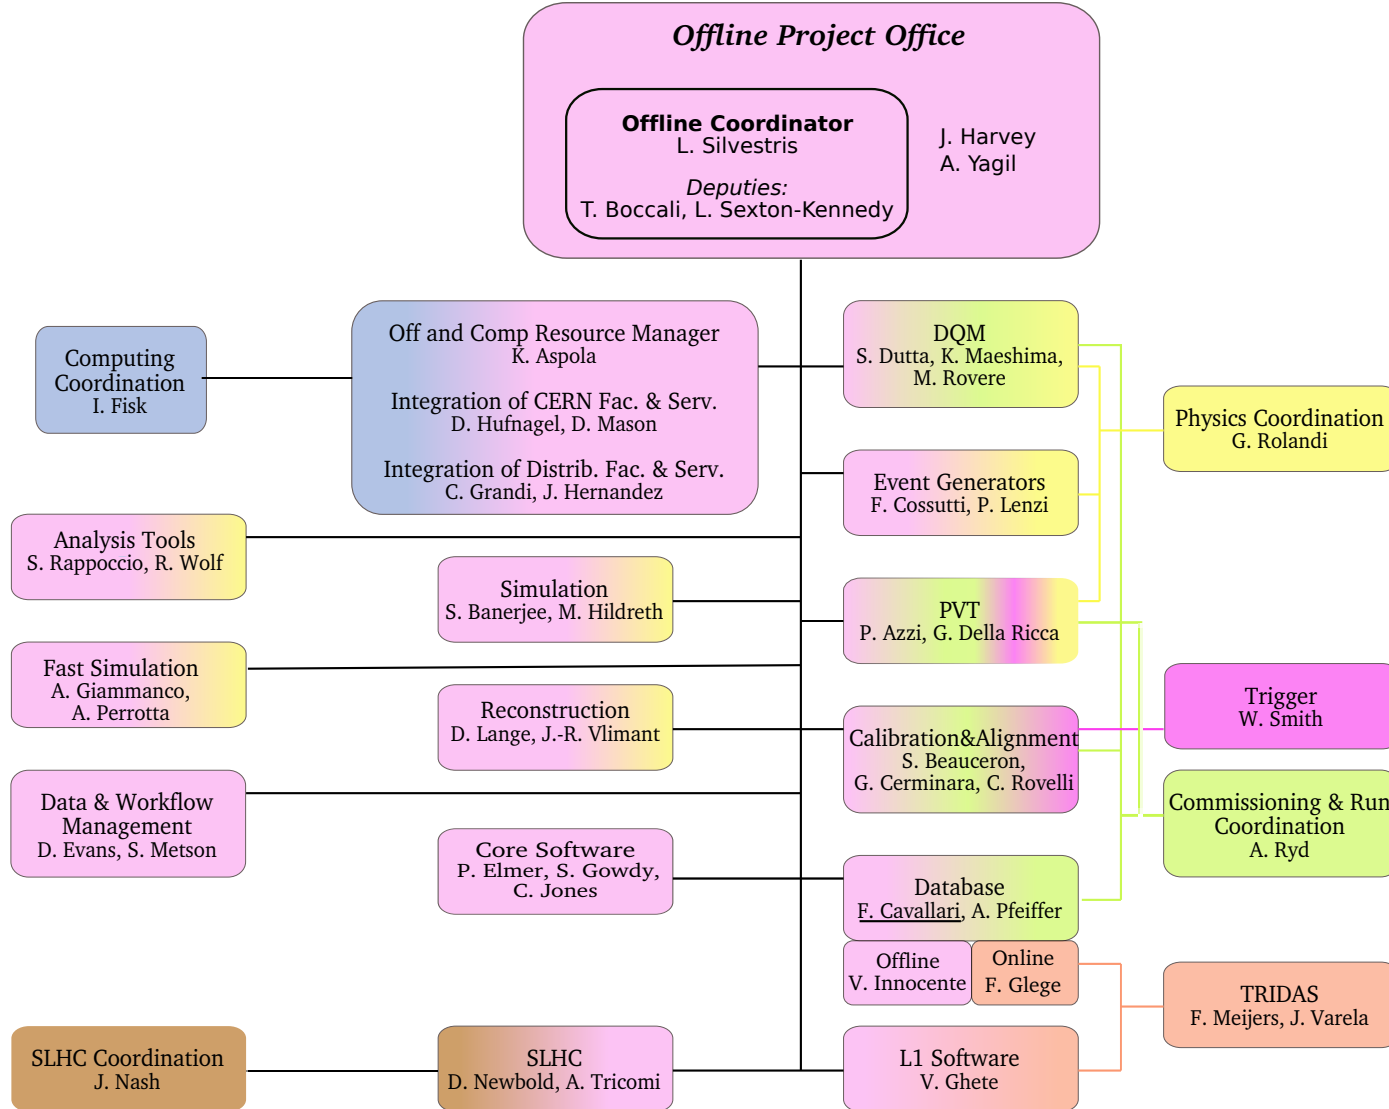 Offline Project Office
Offline Coordinator
L. Silvestris
Deputies:
T. Boccali, L. Sexton-Kennedy
J. Harvey
A. Yagil
Computing
Coordination
I. Fisk
Off and Comp Resource Manager
K. Aspola
Integration of CERN Fac. & Serv.
D. Hufnagel, D. Mason
Integration of Distrib. Fac. & Serv.
C. Grandi, J. Hernandez
DQM
S. Dutta, K. Maeshima,
M. Rovere
Physics Coordination
G. Rolandi
Event Generators
F. Cossutti, P. Lenzi
Analysis Tools
S. Rappoccio, R. Wolf
Simulation
S. Banerjee, M. Hildreth
PVT
P. Azzi, G. Della Ricca
Fast Simulation
A. Giammanco,
A. Perrotta
Reconstruction
D. Lange, J.-R. Vlimant
Calibration&Alignment
S. Beauceron,
G. Cerminara, C. Rovelli
Trigger
W. Smith
Data & Workflow
Management
D. Evans, S. Metson
Commissioning & Run
Coordination
A. Ryd
Core Software
P. Elmer, S. Gowdy,
C. Jones
Database
F. Cavallari, A. Pfeiffer
Offline
V. Innocente
Online
F. Glege
TRIDAS
F. Meijers, J. Varela
SLHC Coordination
J. Nash
SLHC
D. Newbold, A. Tricomi
L1 Software
V. Ghete